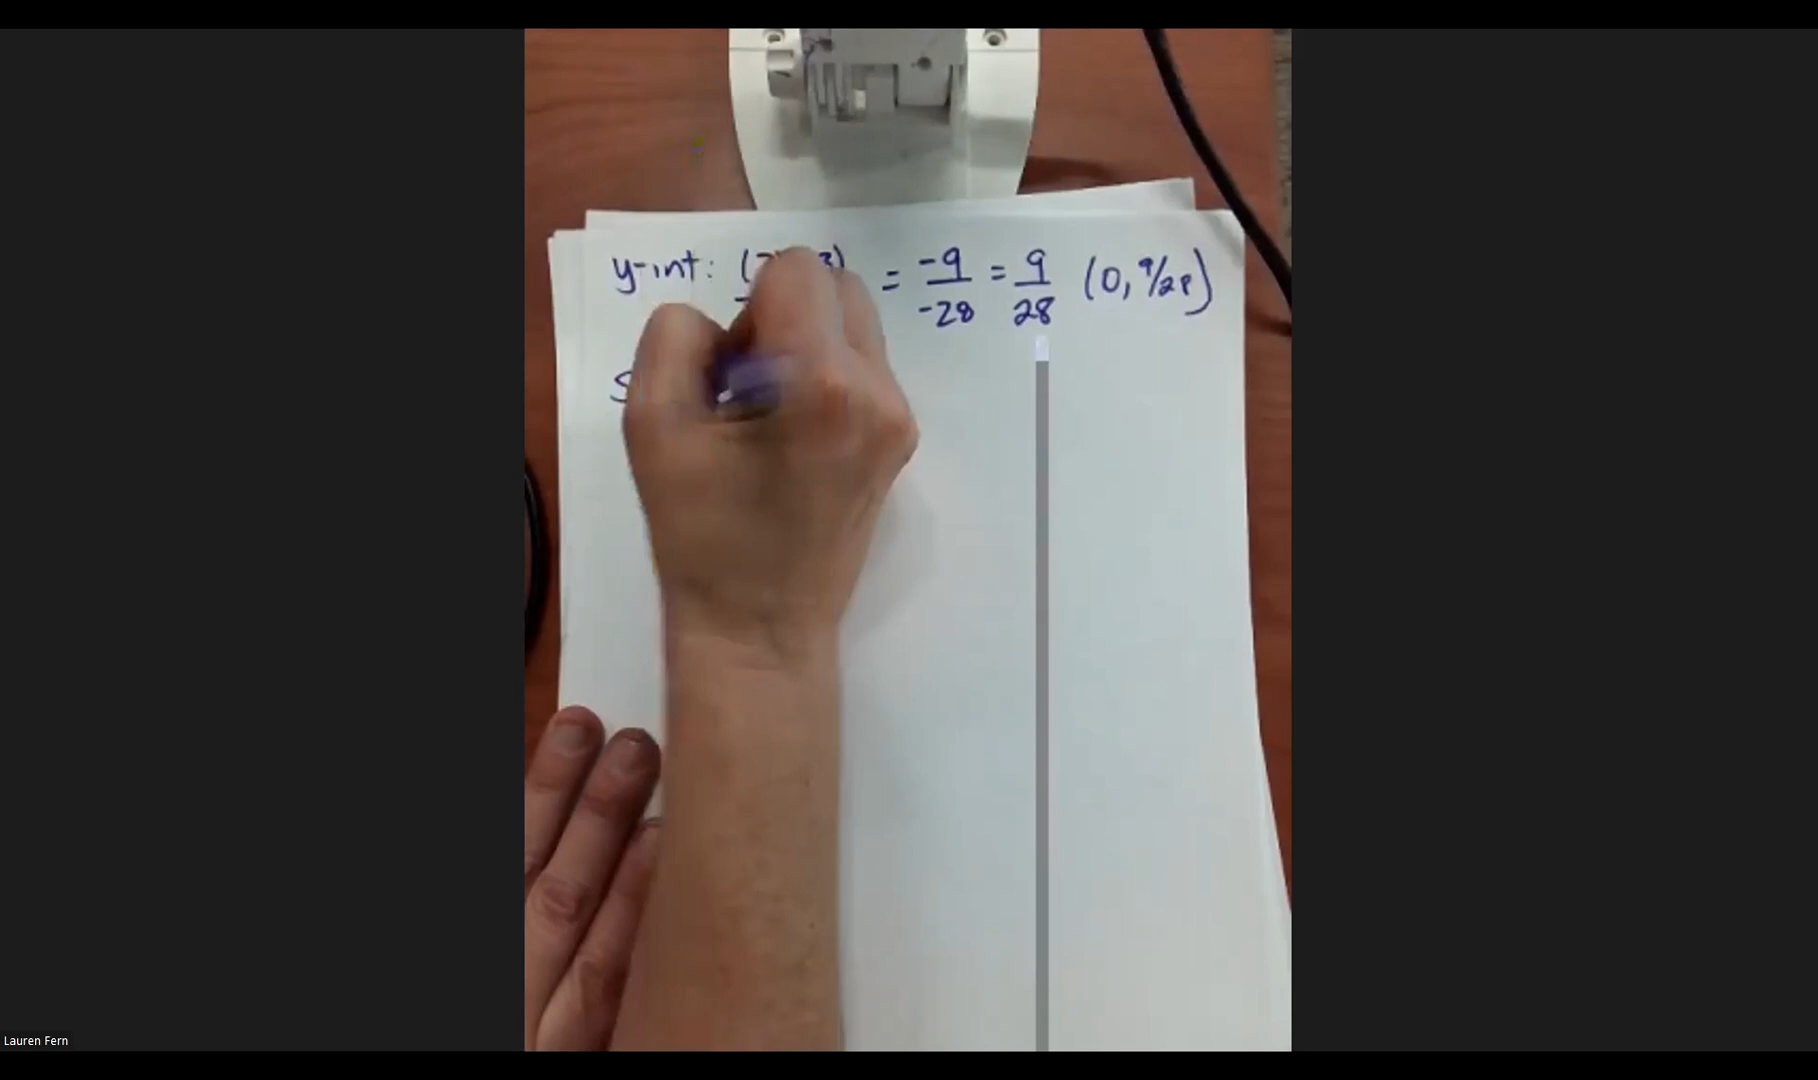 y-int: = -9/-28 = 9/28 (0, 9/28)
Lauren Fern